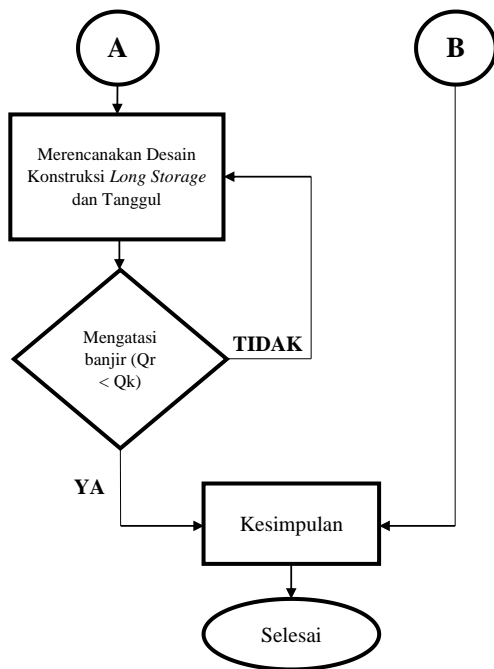 A
B
Merencanakan Desain
Konstruksi Long Storage
dan Tanggul
Mengatasi
banjir (Qr
< Qk)
TIDAK
YA
Kesimpulan
Selesai